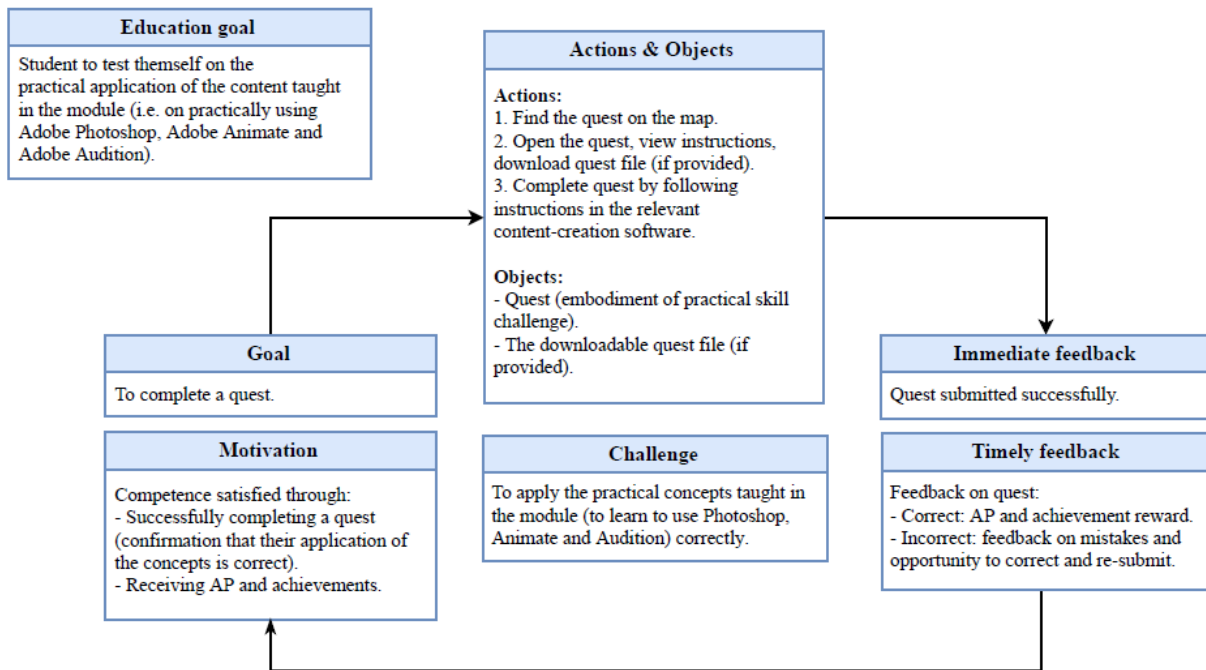 Education goal
Student to test themself on the
practical application of the content taught
in the module (i.e. on practically using
Adobe Photoshop, Adobe Animate and
Adobe Audition).
Actions & Objects
Actions:
1. Find the quest on the map.
2. Open the quest, view instructions,
download quest file (if provided).
3. Complete quest by following
instructions in the relevant
content-creation software.
Objects:
- Quest (embodiment of practical skill
challenge).
- The downloadable quest file (if
provided).
Goal
To complete a quest.
Immediate feedback
Quest submitted successfully.
Motivation
Competence satisfied through:
- Successfully completing a quest
(confirmation that their application of
the concepts is correct).
- Receiving AP and achievements.
Challenge
To apply the practical concepts taught in
the module (to learn to use Photoshop,
Animate and Audition) correctly.
Timely feedback
Feedback on quest:
- Correct: AP and achievement reward.
- Incorrect: feedback on mistakes and
opportunity to correct and re-submit.